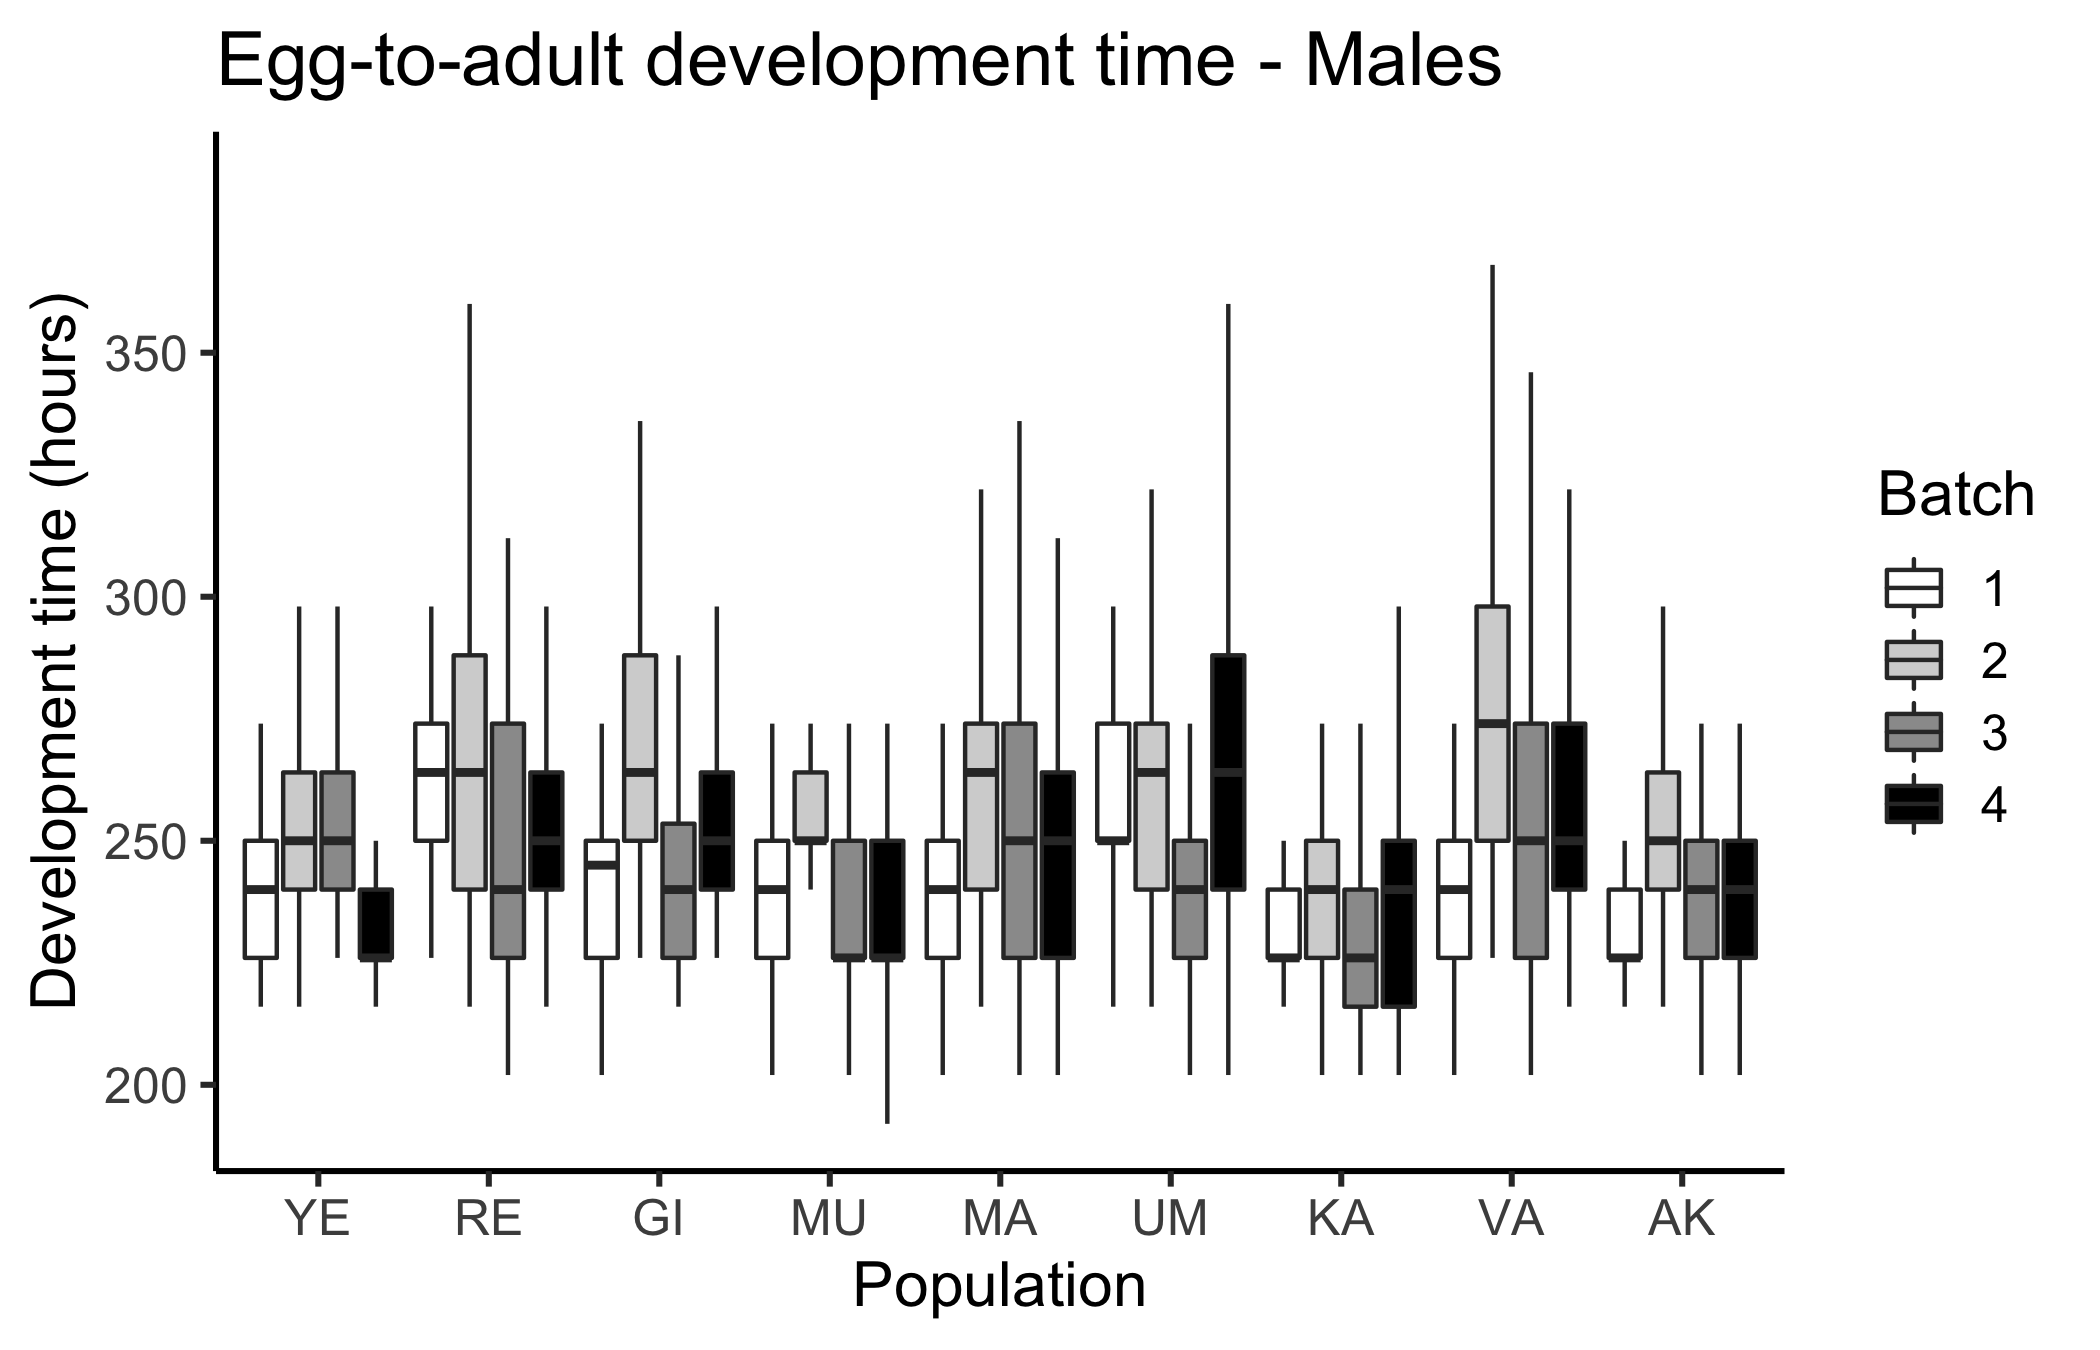 Egg-to-adult development time - Males
Development time (hours)
350
300
250
200
YE RE GI MU MA UM KA VA AK
Population
Batch
1
2
3
4